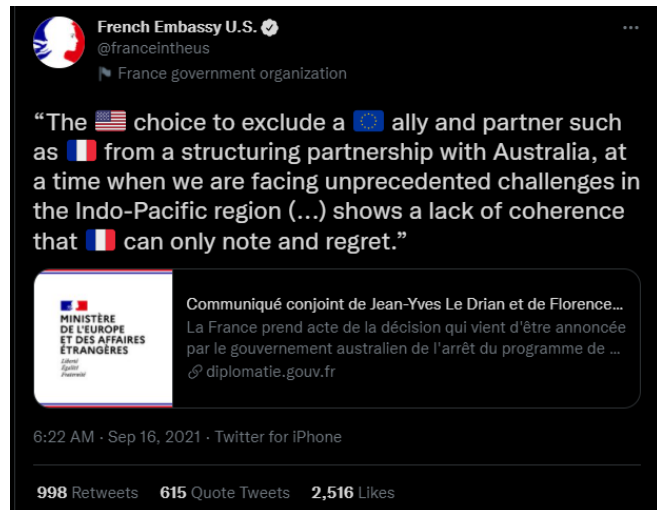 French Embassy U.S.
@franceintheus
France government organization
“The 🇺🇸 choice to exclude a 🇪🇺 ally and partner such
as 🇫🇷 from a structuring partnership with Australia, at
a time when we are facing unprecedented challenges in
the Indo-Pacific region (...) shows a lack of coherence
that 🇫🇷 can only note and regret.”
MINISTÈRE
DE L'EUROPE
ET DES AFFAIRES
ÉTRANGÈRES
Liberté
Égalité
Fraternité
Communiqué conjoint de Jean-Yves Le Drian et de Florence...
La France prend acte de la décision qui vient d'être annoncée
par le gouvernement australien de l'arrêt du programme de ...
diplomatie.gouv.fr
6:22 AM · Sep 16, 2021 · Twitter for iPhone
998 Retweets 615 Quote Tweets 2,516 Likes